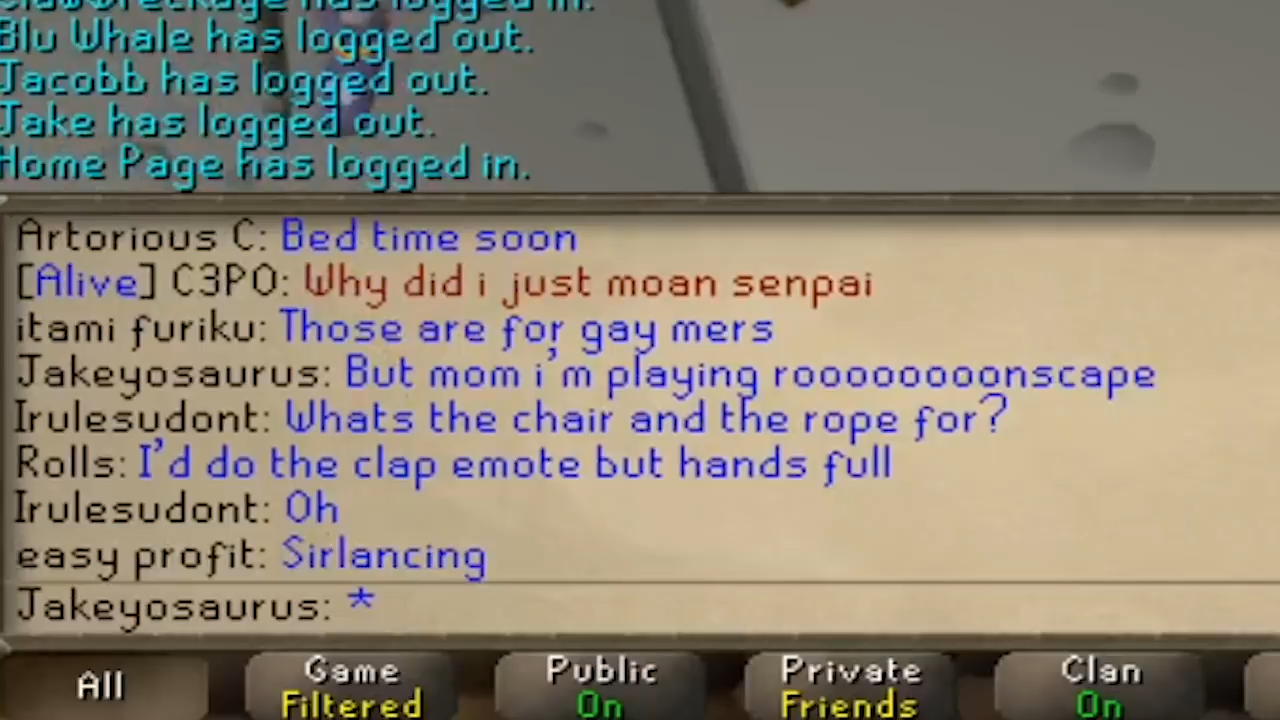 has logged in.
Blu Whale has logged out.
Jacobb has logged out.
Jake has logged out.
Home Page has logged in.
Artorious C: Bed time soon
[Alive] C3PO: Why did i just moan senpai
itami furiku: Those are for gay mers
Jakeyosaurus: But mom i'm playing rooooooooonscape
Irulesudont: Whats the chair and the rope for?
Rolls: I'd do the clap emote but hands full
Irulesudont: Oh
easy profit: Sirlancing
Jakeyosaurus: *
All
Game
Filtered
Public
On
Private
Friends
Clan
On